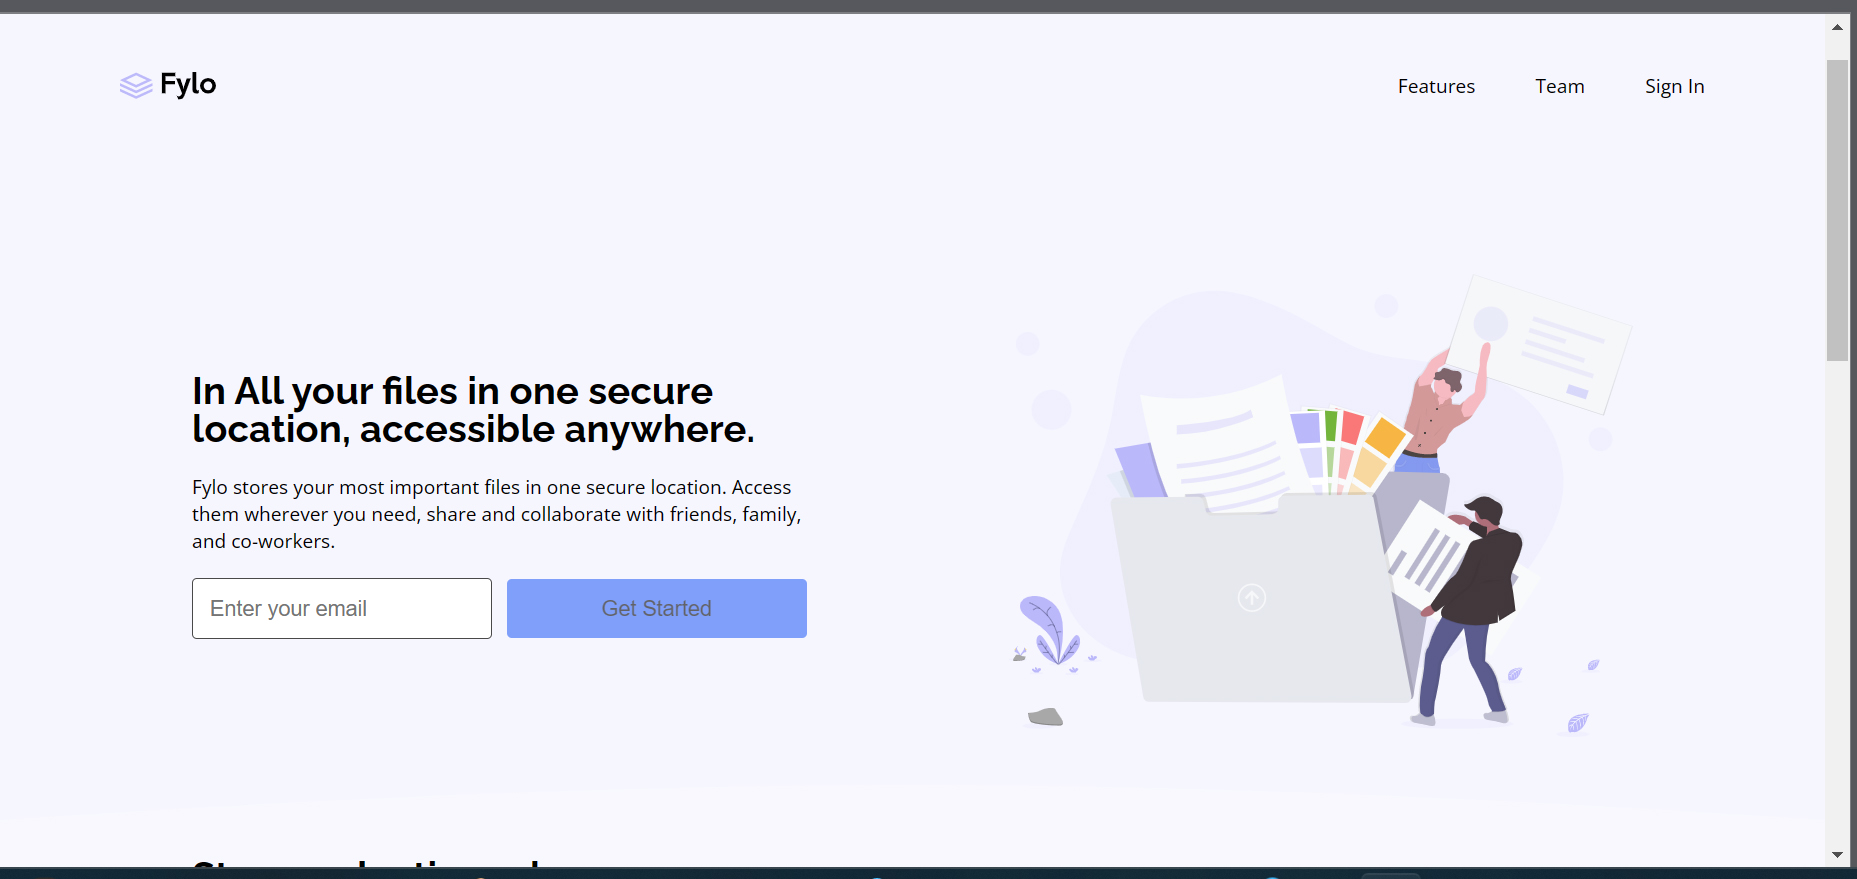 Fylo
Features
Team
Sign In
In All your files in one secure
location, accessible anywhere.
Fylo stores your most important files in one secure location. Access
them wherever you need, share and collaborate with friends, family,
and co-workers.
Enter your email
Get Started